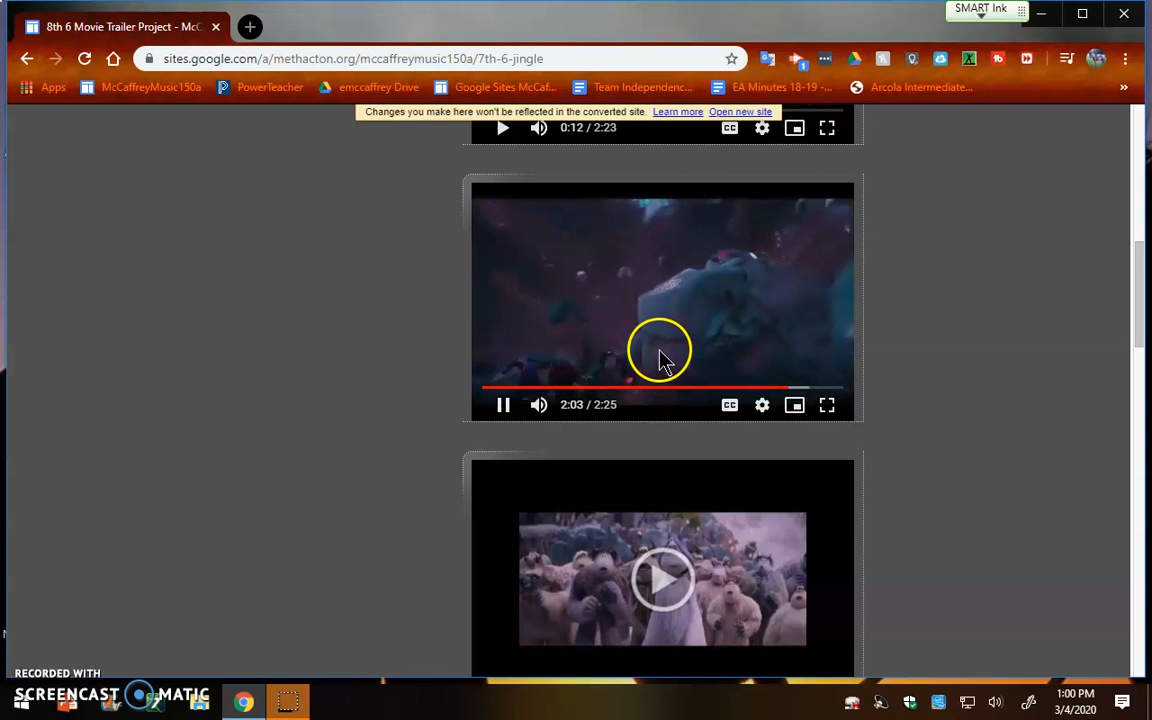 SMART Ink
8th 6 Movie Trailer Project - McC
sites.google.com/a/methacton.org/mccaffreymusic150a/7th-6-jingle
1
Apps McCaffreyMusic150a PowerTeacher emccaffrey Drive Google Sites McCaf... Team Independenc... EA Minutes 18-19 -... Arcola Intermediate... »
Changes you make here won't be reflected in the converted site. Learn more Open new site
0:12 / 2:23 CC
2:03 / 2:25 CC
RECORDED WITH
SCREENCAST MATIC
1:00 PM
3/4/2020